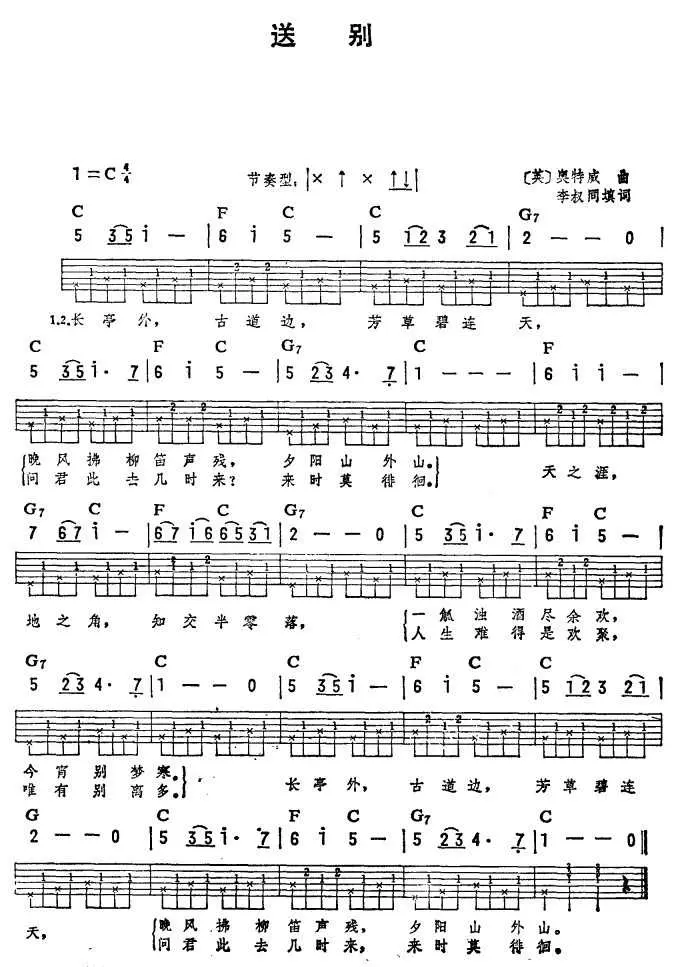 送 别
1=C 4/4 节奏型: |× ↑ × ↑↓| 〔英〕奥特威 曲
李叔同填词
C F C C G7
5 35 i — | 6 i 5 — | 5 123 21 | 2 — — 0 |
1.2.长亭外, 古道边, 芳草碧连 天,
C F C G7 C F
5 35 i· 7 | 6 i 5 — | 5 23 4· 7 | 1 — — — | 6 i i — |
晚风拂柳笛声残, 夕阳山外山。 天之涯,
问君此去几时来? 来时莫徘徊。
G7 C F C G7 C F C
7 67 i — | 67 i6 65 31 | 2 — — 0 | 5 35 i· 7 | 6 i 5 — |
地之角, 知交半零落, 一觚浊酒尽余欢,
人生难得是欢聚,
G7 C C F C C
5 23 4· 7 | 1 — — 0 | 5 35 i — | 6 i 5 — | 5 123 21 |
今宵别梦寒。 长亭外, 古道边, 芳草碧连
唯有别离多。
G C F C G7 C
2 — — 0 | 5 35 i· 7 | 6 i 5 — | 5 23 4· 7 | 1 — — 0 ||
天, 晚风拂柳笛声残, 夕阳山外山。
问君此去几时来, 来时莫徘徊。